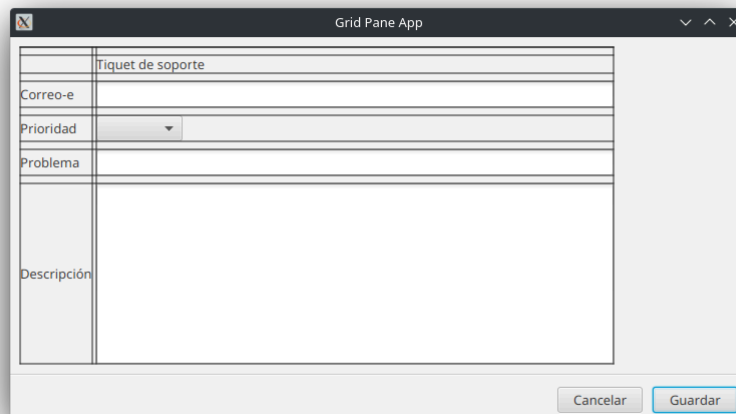 Grid Pane App
Tiquet de soporte
Correo-e
Prioridad
Problema
Descripción
Cancelar
Guardar